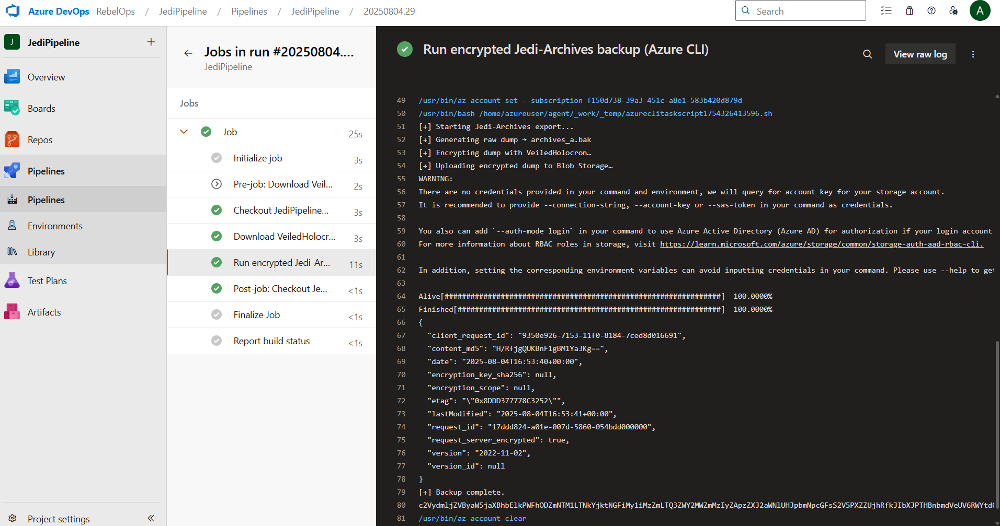 Azure DevOps RebelOps / JediPipeline / Pipelines / JediPipeline / 20250804.29
Search
A
J JediPipeline
Overview
Boards
Repos
Pipelines
Pipelines
Environments
Library
Test Plans
Artifacts
Project settings
Jobs in run #20250804....
JediPipeline
Jobs
Job 25s
Initialize job 3s
Pre-job: Download Veil... 2s
Checkout JediPipeline... 3s
Download VeiledHolocr... 3s
Run encrypted Jedi-Ar... 11s
Post-job: Checkout Je... <1s
Finalize Job <1s
Report build status <1s
Run encrypted Jedi-Archives backup (Azure CLI)
View raw log
49 /usr/bin/az account set --subscription f150d738-39a3-451c-a8e1-583b420d879d
50 /usr/bin/bash /home/azureuser/agent/_work/_temp/azureclitaskscript1754326413596.sh
51 [+] Starting Jedi-Archives export...
52 [+] Generating raw dump → archives_a.bak
53 [+] Encrypting dump with VeiledHolocron…
54 [+] Uploading encrypted dump to Blob Storage…
55 WARNING:
56 There are no credentials provided in your command and environment, we will query for account key for your storage account.
57 It is recommended to provide --connection-string, --account-key or --sas-token in your command as credentials.
58
59 You also can add `--auth-mode login` in your command to use Azure Active Directory (Azure AD) for authorization if your login account
60 For more information about RBAC roles in storage, visit https://learn.microsoft.com/azure/storage/common/storage-auth-aad-rbac-cli.
61
62 In addition, setting the corresponding environment variables can avoid inputting credentials in your command. Please use --help to get
63
64 Alive[################################################################] 100.0000%
65 Finished[#############################################################] 100.0000%
66 {
67 "client_request_id": "9350e926-7153-11f0-8184-7ced8d016691",
68 "content_md5": "H/RfjgQUKBnF1gBM1Ya3Kg==",
69 "date": "2025-08-04T16:53:40+00:00",
70 "encryption_key_sha256": null,
71 "encryption_scope": null,
72 "etag": "\"0x8DDD377778C3252\"",
73 "lastModified": "2025-08-04T16:53:41+00:00",
74 "request_id": "17ddd824-a01e-007d-5860-054bdd000000",
75 "request_server_encrypted": true,
76 "version": "2022-11-02",
77 "version_id": null
78 }
79 [+] Backup complete.
80
81 /usr/bin/az account clear